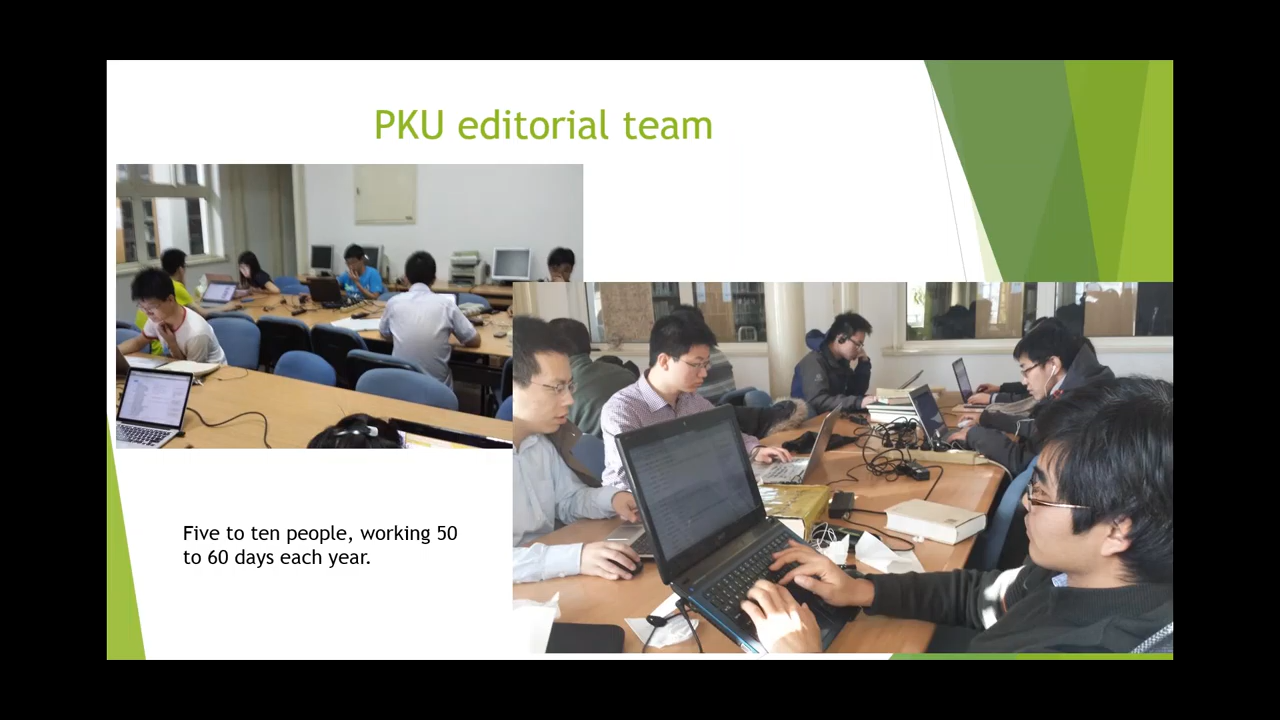 PKU editorial team
Five to ten people, working 50
to 60 days each year.